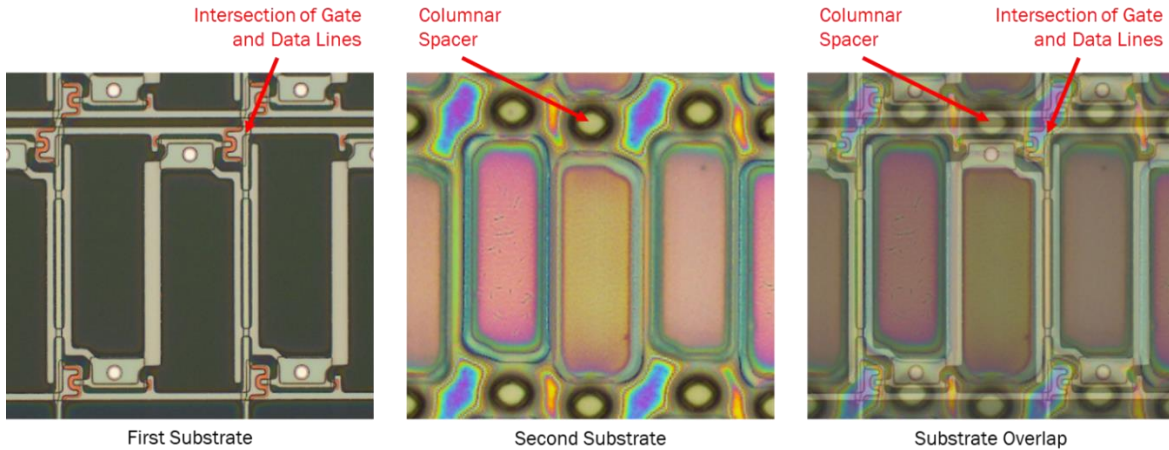 Intersection of Gate
and Data Lines
Columnar
Spacer
Columnar
Spacer
Intersection of Gate
and Data Lines
First Substrate
Second Substrate
Substrate Overlap